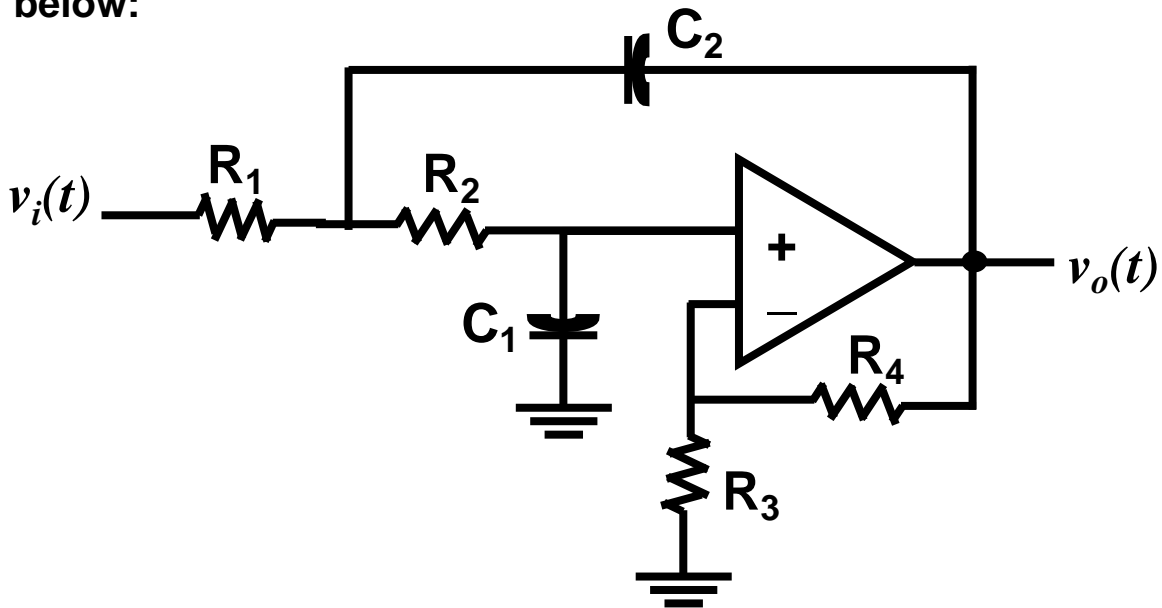 below:
C2
R1
R2
vi(t)
+
vo(t)
_
C1
R4
R3